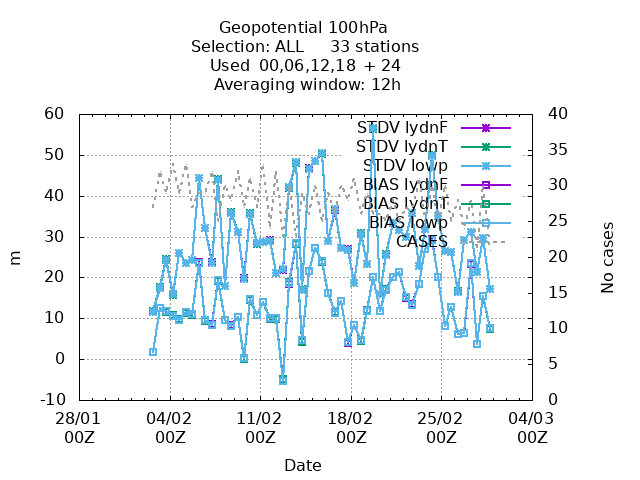 Geopotential 100hPa
Selection: ALL 33 stations
Used 00,06,12,18 + 24
Averaging window: 12h
60
50
40
30
20
10
0
-10
m
40
35
30
25
20
15
10
5
0
No cases
STDV lydnF
STDV lydnT
STDV lowp
BIAS lydnF
BIAS lydnT
BIAS lowp
CASES
28/01 04/02 11/02 18/02 25/02 04/03
00Z 00Z 00Z 00Z 00Z 00Z
Date